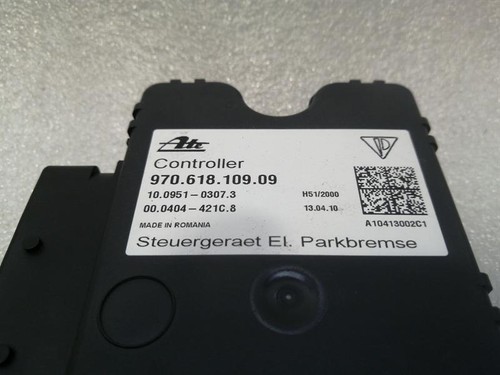 Ate
Controller
970.618.109.09
10.0951-0307.3 H51/2000
00.0404-421C.8 13.04.10
MADE IN ROMANIA A10413002C1
Steuergeraet El. Parkbremse